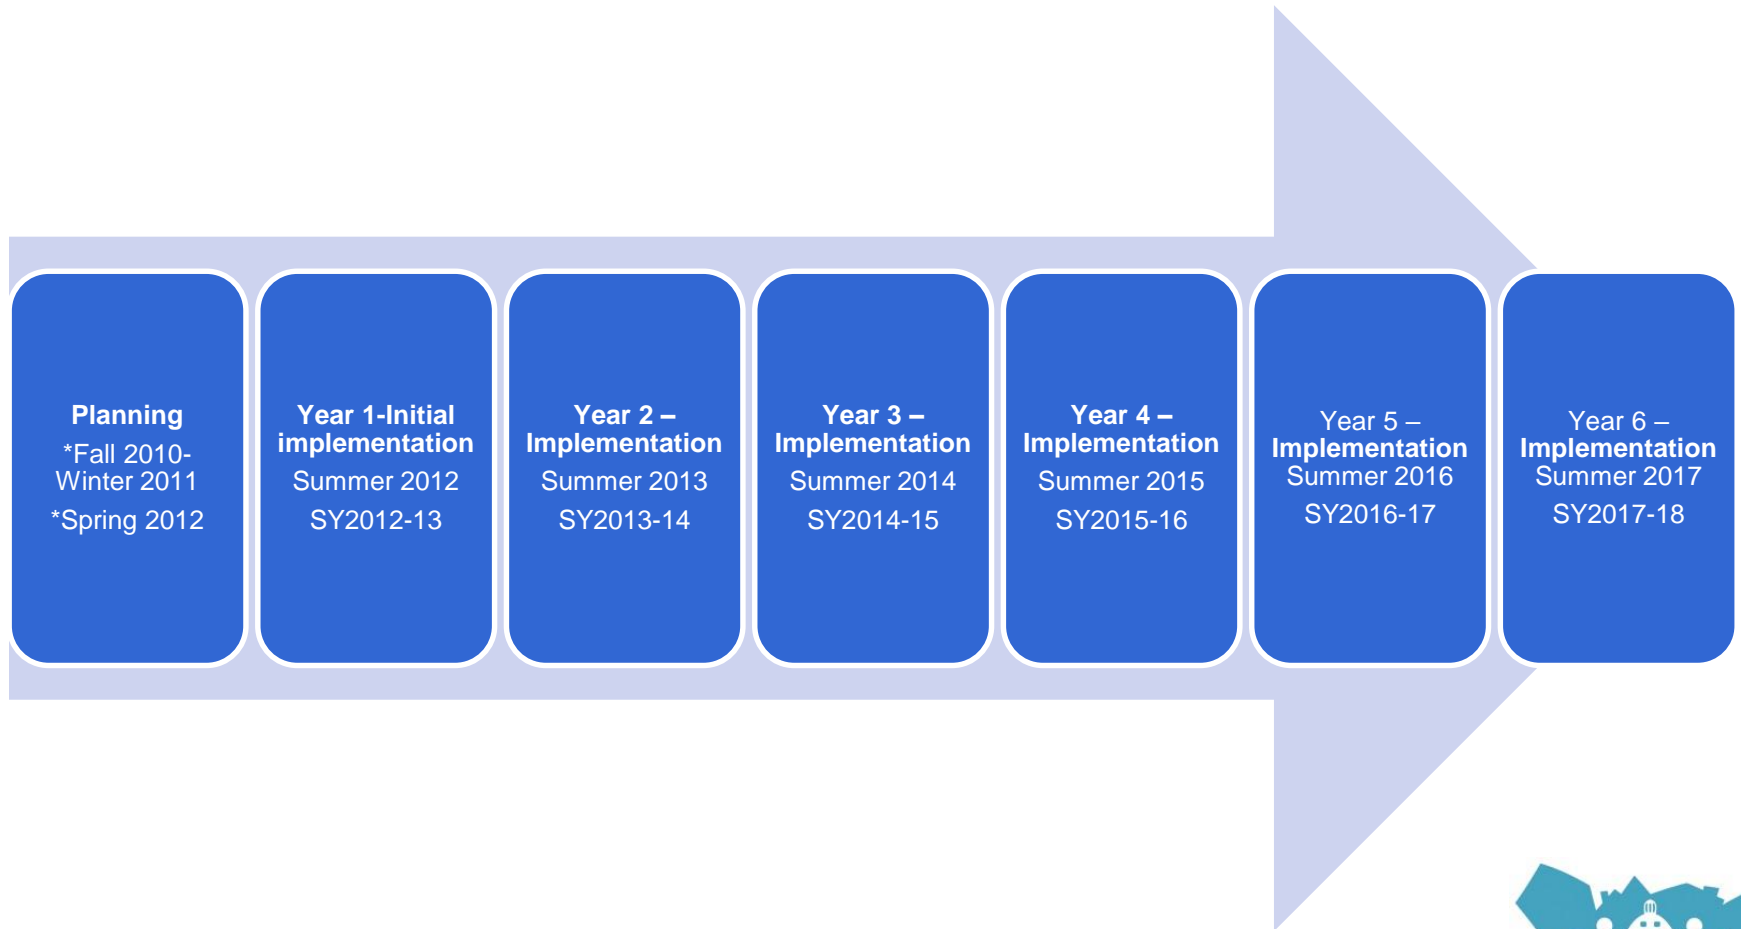 Planning
*Fall 2010-
Winter 2011
*Spring 2012
Year 1-Initial
implementation
Summer 2012
SY2012-13
Year 2 –
Implementation
Summer 2013
SY2013-14
Year 3 –
Implementation
Summer 2014
SY2014-15
Year 4 –
Implementation
Summer 2015
SY2015-16
Year 5 –
Implementation
Summer 2016
SY2016-17
Year 6 –
Implementation
Summer 2017
SY2017-18